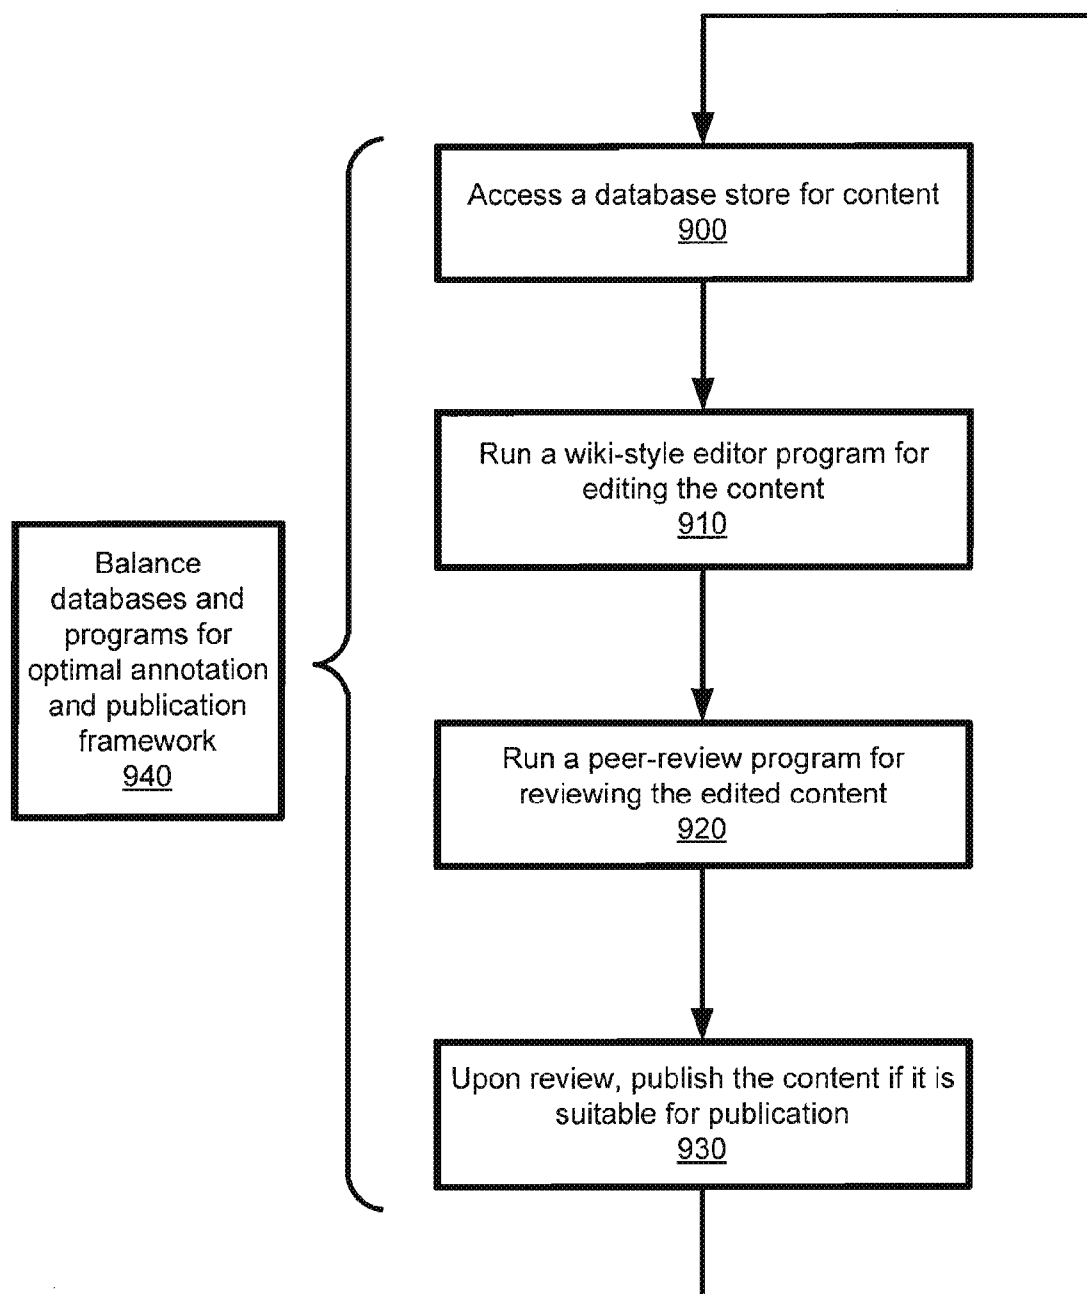 Access a database store for content
900
Run a wiki-style editor program for
editing the content
910
Balance
databases and
programs for
optimal annotation
and publication
framework
940
Run a peer-review program for
reviewing the edited content
920
Upon review, publish the content if it is
suitable for publication
930